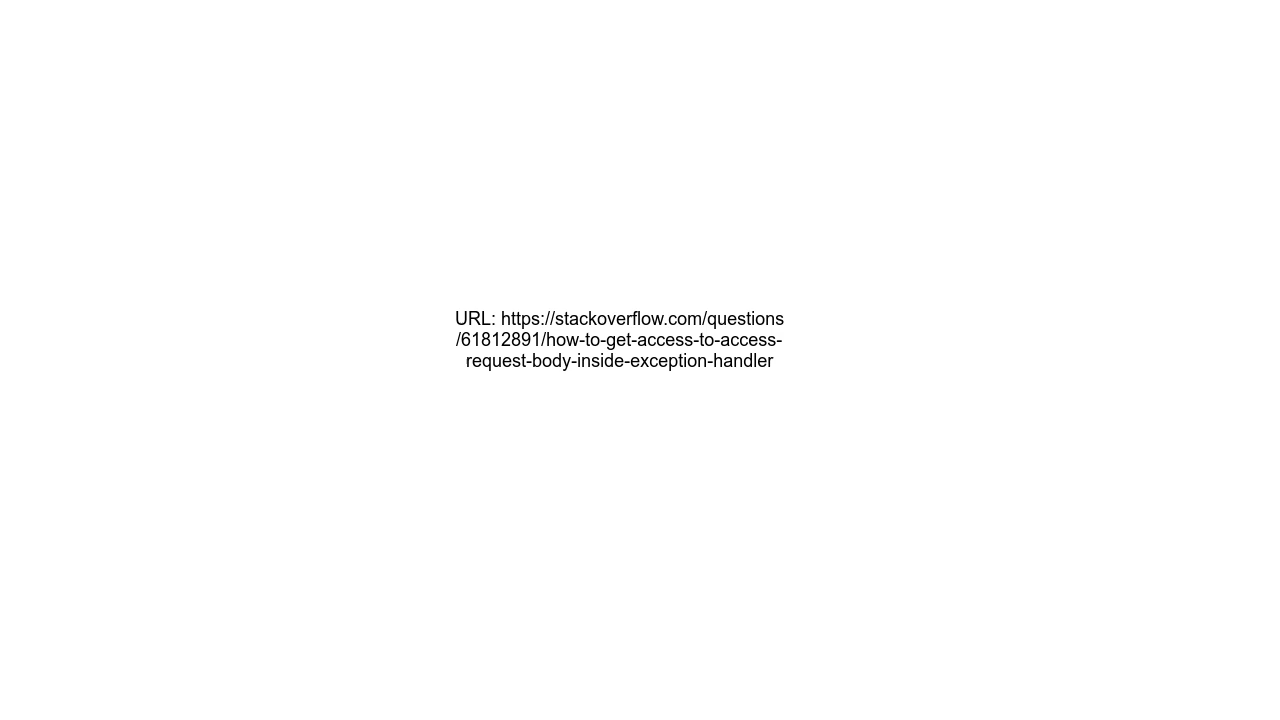 URL: https://stackoverflow.com/questions
/61812891/how-to-get-access-to-access-
request-body-inside-exception-handler